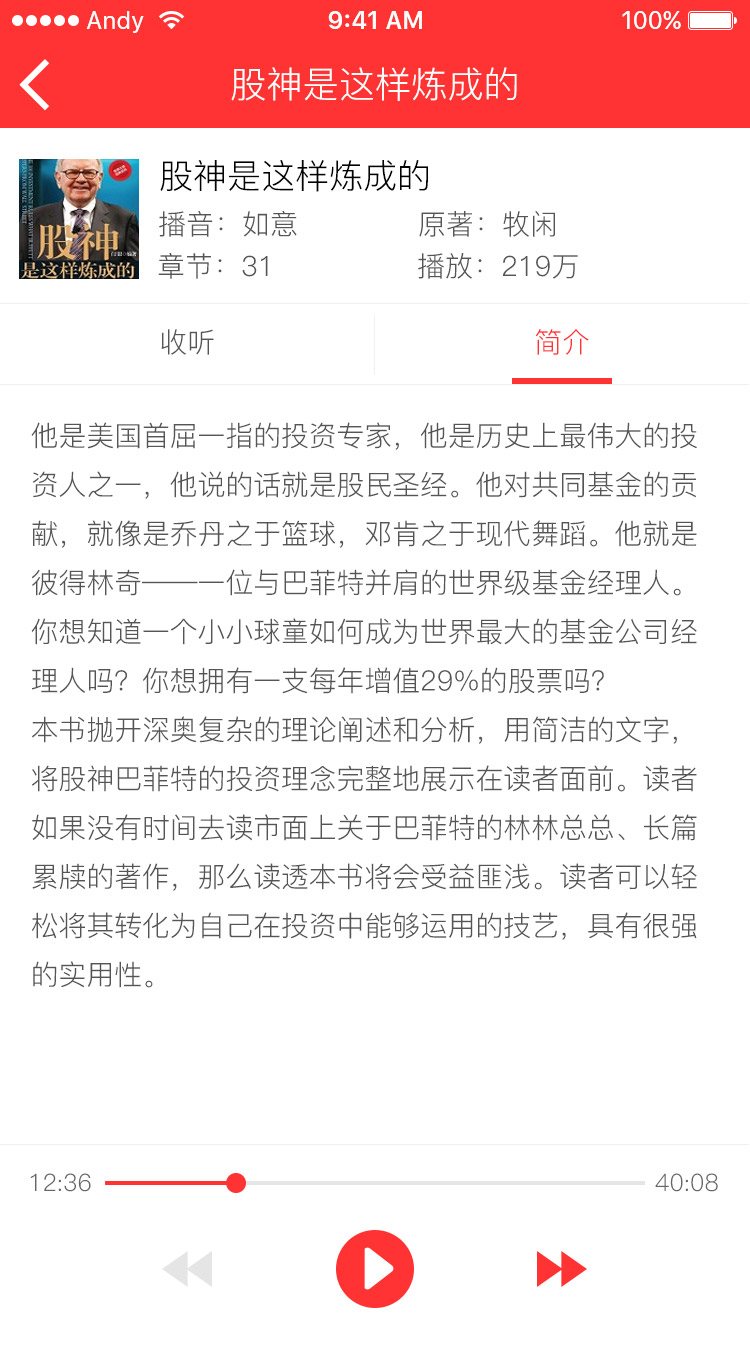 Andy
9:41 AM
100%
股神是这样炼成的
股神是这样炼成的
播音：如意
原著：牧闲
章节：31
播放：219万
股神
是这样炼成的
收听
简介
他是美国首屈一指的投资专家，他是历史上最伟大的投
资人之一，他说的话就是股民圣经。他对共同基金的贡
献，就像是乔丹之于篮球，邓肯之于现代舞蹈。他就是
彼得林奇——一位与巴菲特并肩的世界级基金经理人。
你想知道一个小小球童如何成为世界最大的基金公司经
理人吗？你想拥有一支每年增值29%的股票吗？
本书抛开深奥复杂的理论阐述和分析，用简洁的文字，
将股神巴菲特的投资理念完整地展示在读者面前。读者
如果没有时间去读市面上关于巴菲特的林林总总、长篇
累牍的著作，那么读透本书将会受益匪浅。读者可以轻
松将其转化为自己在投资中能够运用的技艺，具有很强
的实用性。
12:36
40:08